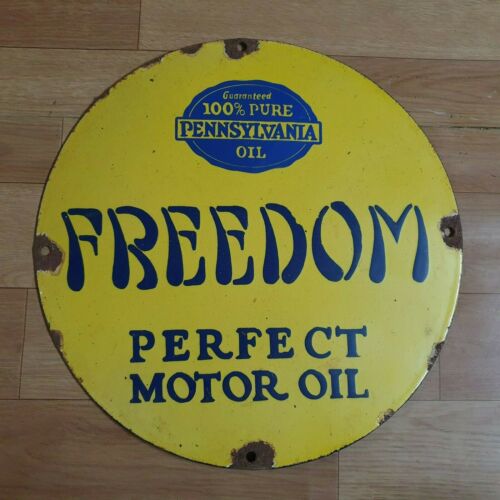 Guaranteed
100% PURE
PENNSYLVANIA
OIL
FREEDOM
PERFECT
MOTOR OIL